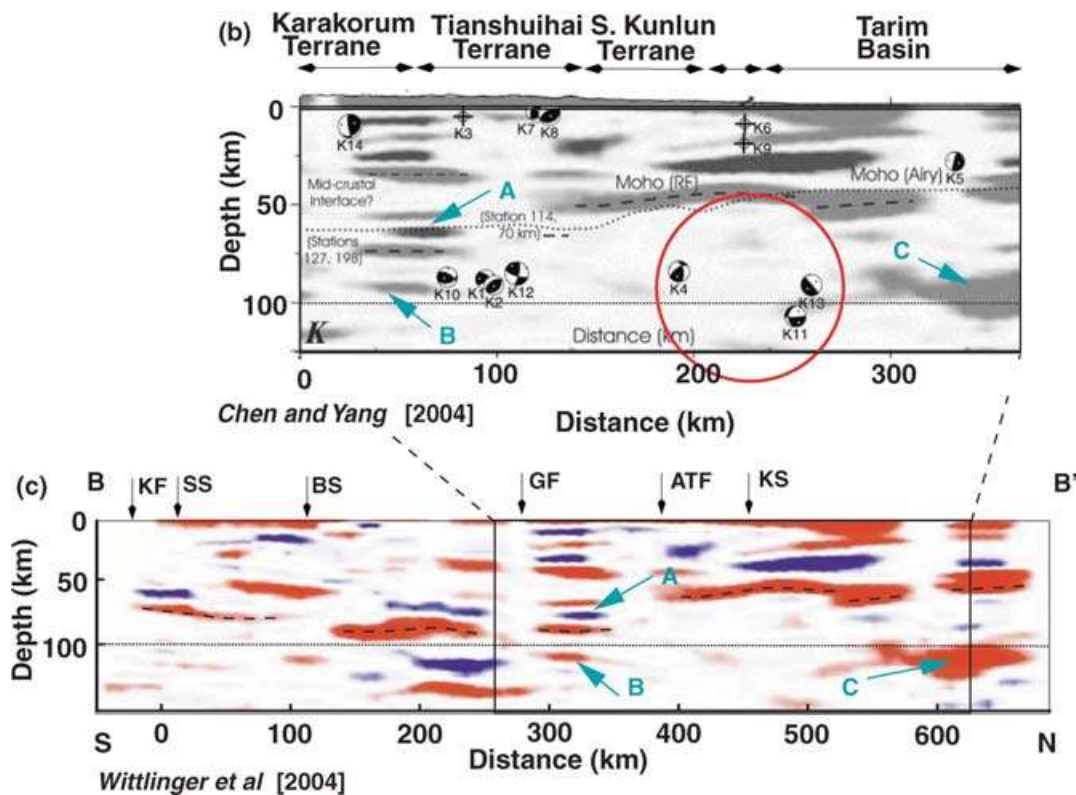 (b)
Karakorum Terrane
Tianshuihai Terrane
S. Kunlun Terrane
Tarim Basin
Depth (km)
0
50
100
K14
K3
K7
K8
K6
K9
K5
Mid-crustal
Interface?
A
Moho (RF)
Moho (Airy)
(Station 114,
70 km)
(Stations
127, 198)
C
K10
K1
K2
K12
K4
K13
K11
B
K
Distance (km)
0
100
200
300
Chen and Yang [2004]
Distance (km)
(c)
B
KF
SS
BS
GF
ATF
KS
B'
Depth (km)
0
50
100
A
B
C
0
100
200
300
400
500
600
S
N
Distance (km)
Wittlinger et al [2004]